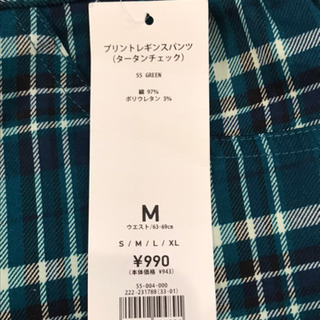 プリントレギンスパンツ
(タータンチェック)
55 GREEN
綿 97%
ポリウレタン 3%
M
ウエスト/63-69cm
S / M / L / XL
¥990
(本体価格 ¥943)
55-004-000
222-231788(33-01)